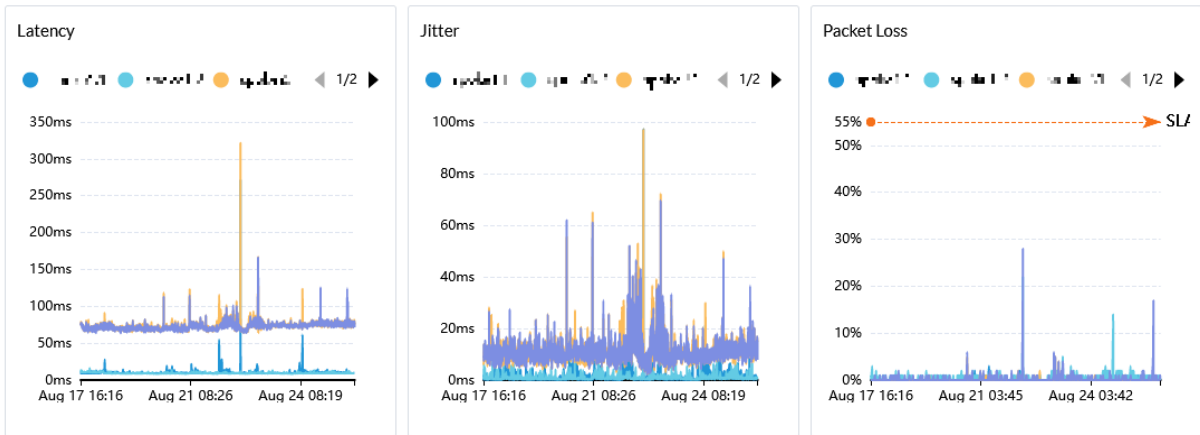 Latency
1/2
350ms
300ms
250ms
200ms
150ms
100ms
50ms
0ms
Aug 17 16:16 Aug 21 08:26 Aug 24 08:19
Jitter
1/2
100ms
80ms
60ms
40ms
20ms
0ms
Aug 17 16:16 Aug 21 08:26 Aug 24 08:19
Packet Loss
1/2
55% SLA
50%
40%
30%
20%
10%
0%
Aug 17 16:16 Aug 21 03:45 Aug 24 03:42